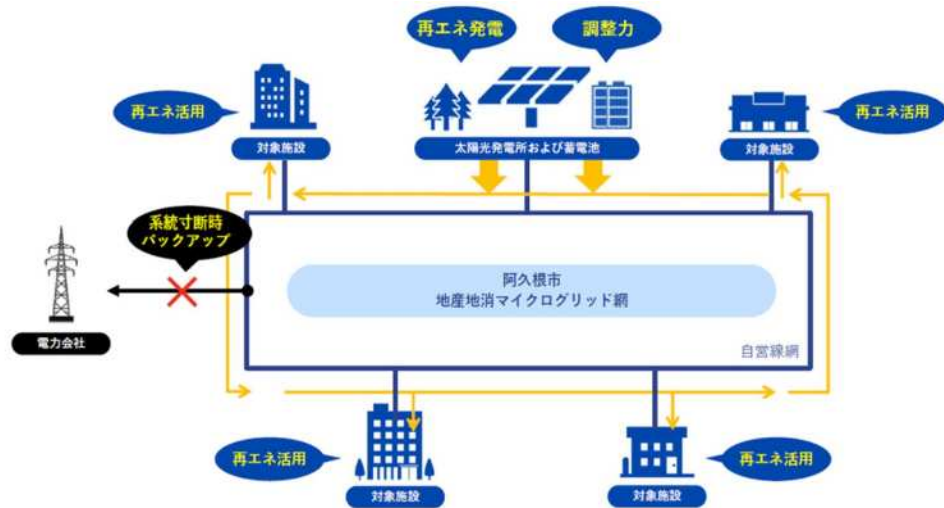 再エネ発電
調整力
再エネ活用
再エネ活用
対象施設
太陽光発電所および蓄電池
対象施設
系統寸断時
バックアップ
阿久根市
地産地消マイクログリッド網
電力会社
自営線網
再エネ活用
再エネ活用
対象施設
対象施設